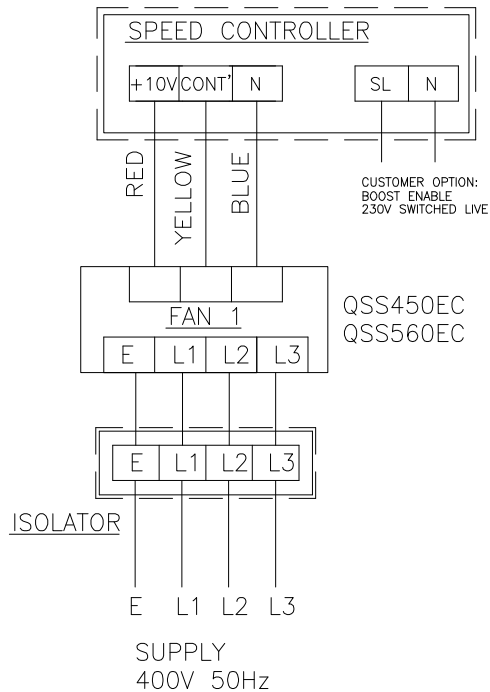 SPEED CONTROLLER
+10V CONT' N SL N
RED
YELLOW
BLUE
CUSTOMER OPTION:
BOOST ENABLE
230V SWITCHED LIVE
FAN 1
QSS450EC
QSS560EC
E L1 L2 L3
E L1 L2 L3
ISOLATOR
E L1 L2 L3
SUPPLY
400V 50Hz